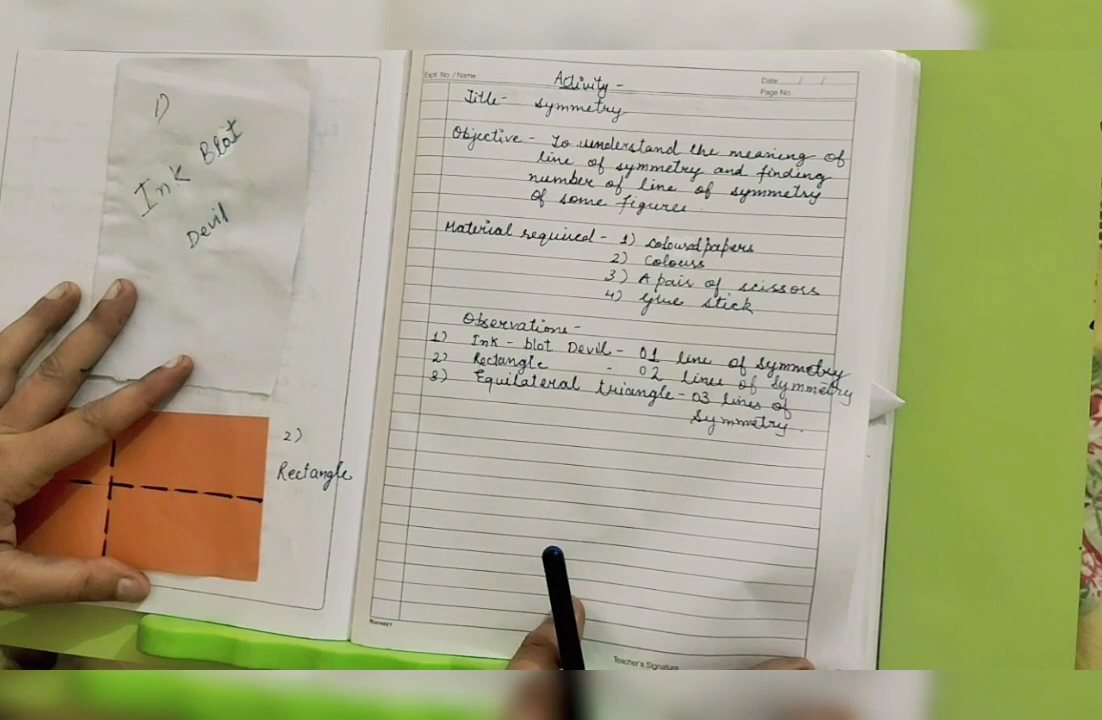 1)
Ink Blot
Devil
2)
Rectangle
Expt. No. / Name
Date / /
Page No.
Activity -
Title - Symmetry
Objective - To understand the meaning of
line of symmetry and finding
number of line of symmetry
of some figures.
Material required - 1) Coloured papers
2) Colours
3) A pair of scissors
4) Glue stick
Observations -
1) Ink - blot Devil - 01 line of symmetry
2) Rectangle - 02 lines of symmetry
3) Equilateral triangle - 03 lines of
symmetry.
Teacher's Signature